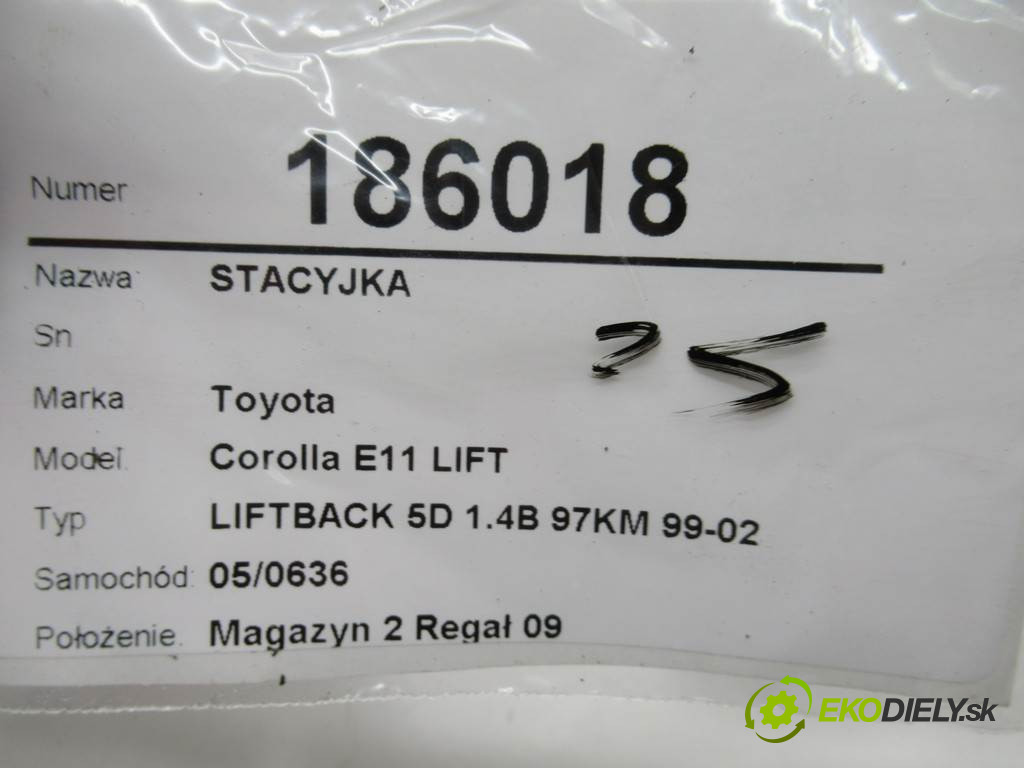 Numer 186018
Nazwa: STACYJKA
Sn
25
Marka Toyota
Model. Corolla E11 LIFT
Typ LIFTBACK 5D 1.4B 97KM 99-02
Samochód: 05/0636
Położenie. Magazyn 2 Regał 09
EKODIELY.sk